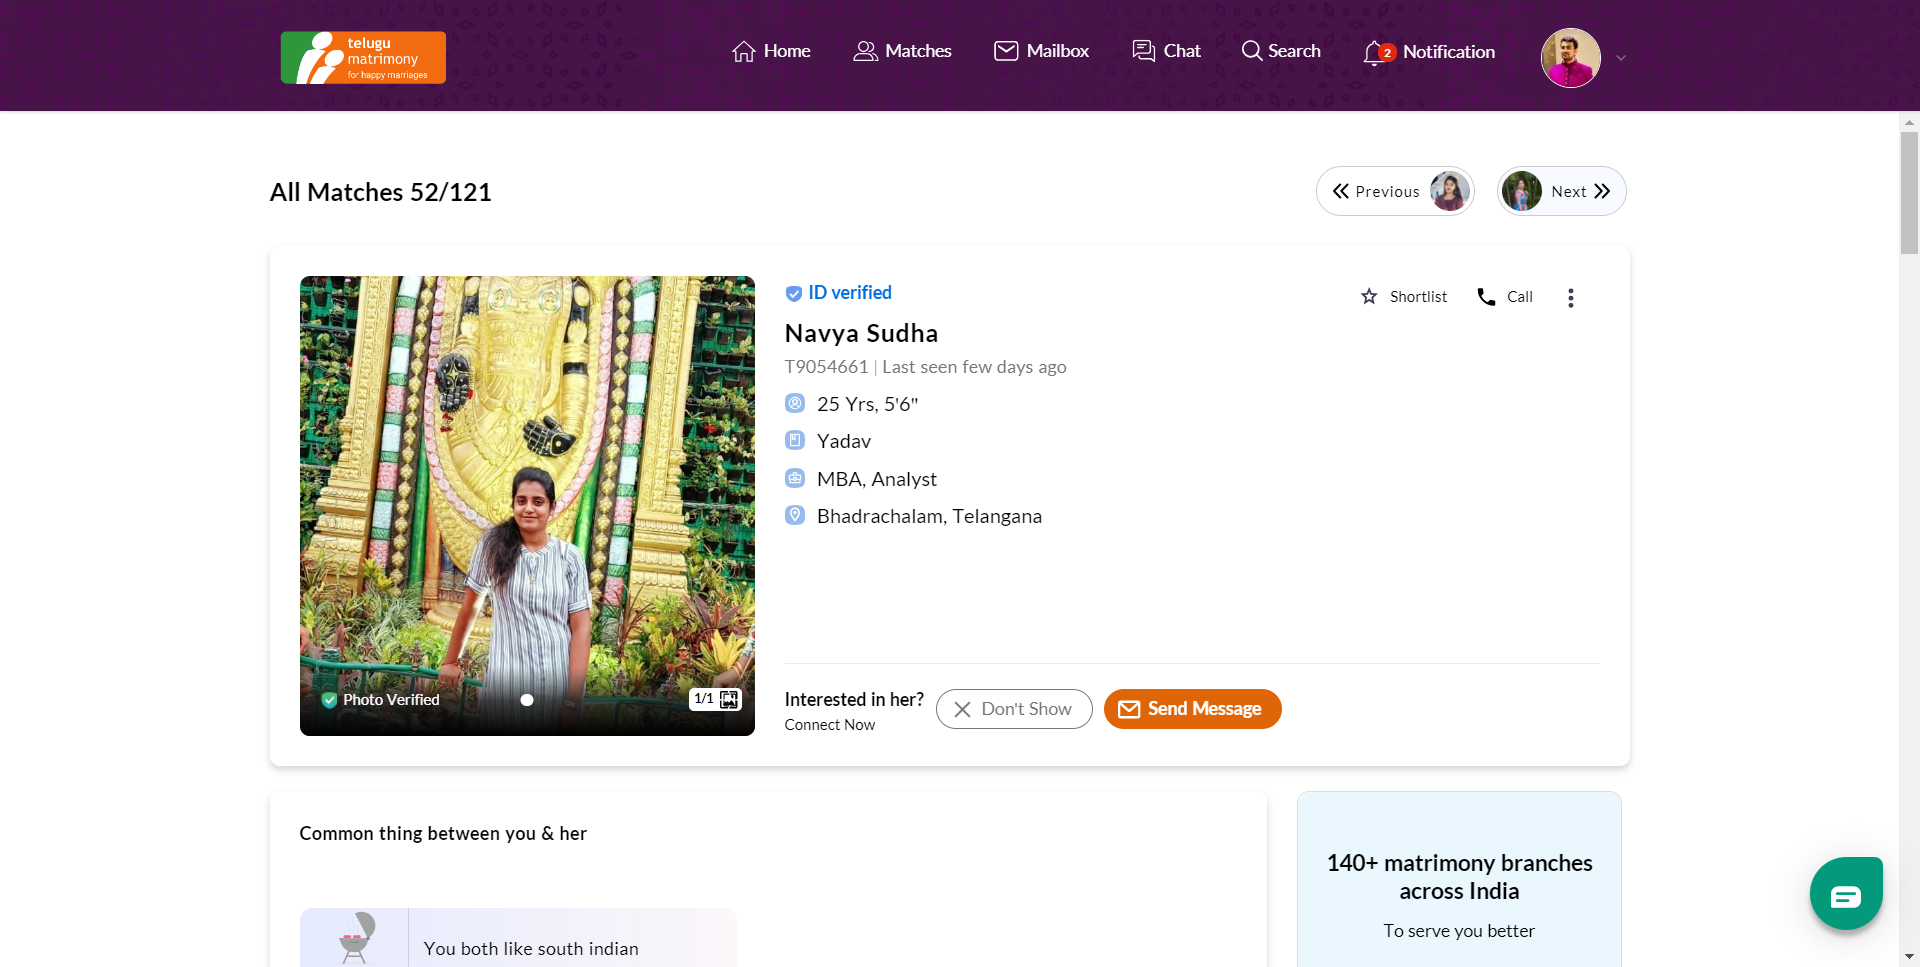 telugu
matrimony
for happy marriages
Home
Matches
Mailbox
Chat
Search
2
Notification
All Matches 52/121
Previous
Next
ID verified
Shortlist
Call
Navya Sudha
T9054661 | Last seen few days ago
25 Yrs, 5'6"
Yadav
MBA, Analyst
Bhadrachalam, Telangana
Photo Verified
1/1
Interested in her?
Connect Now
Don't Show
Send Message
Common thing between you & her
You both like south indian
140+ matrimony branches
across India
To serve you better